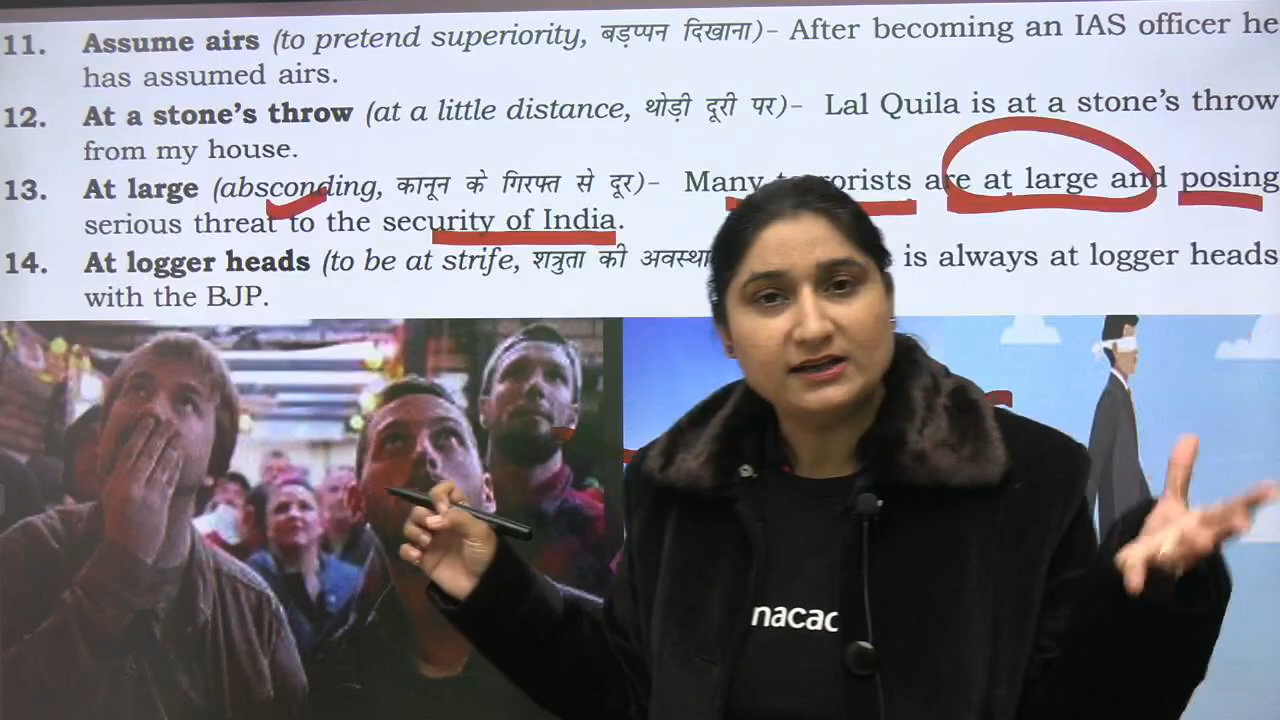 11. Assume airs (to pretend superiority, बड़प्पन दिखाना)- After becoming an IAS officer he
has assumed airs.
12. At a stone's throw (at a little distance, थोड़ी दूरी पर)- Lal Quila is at a stone's throw
from my house.
13. At large (absconding, कानून के गिरफ्त से दूर)- Many terrorists are at large and posing
serious threat to the security of India.
14. At logger heads (to be at strife, शत्रुता की अवस्था is always at logger heads
with the BJP.
nacac